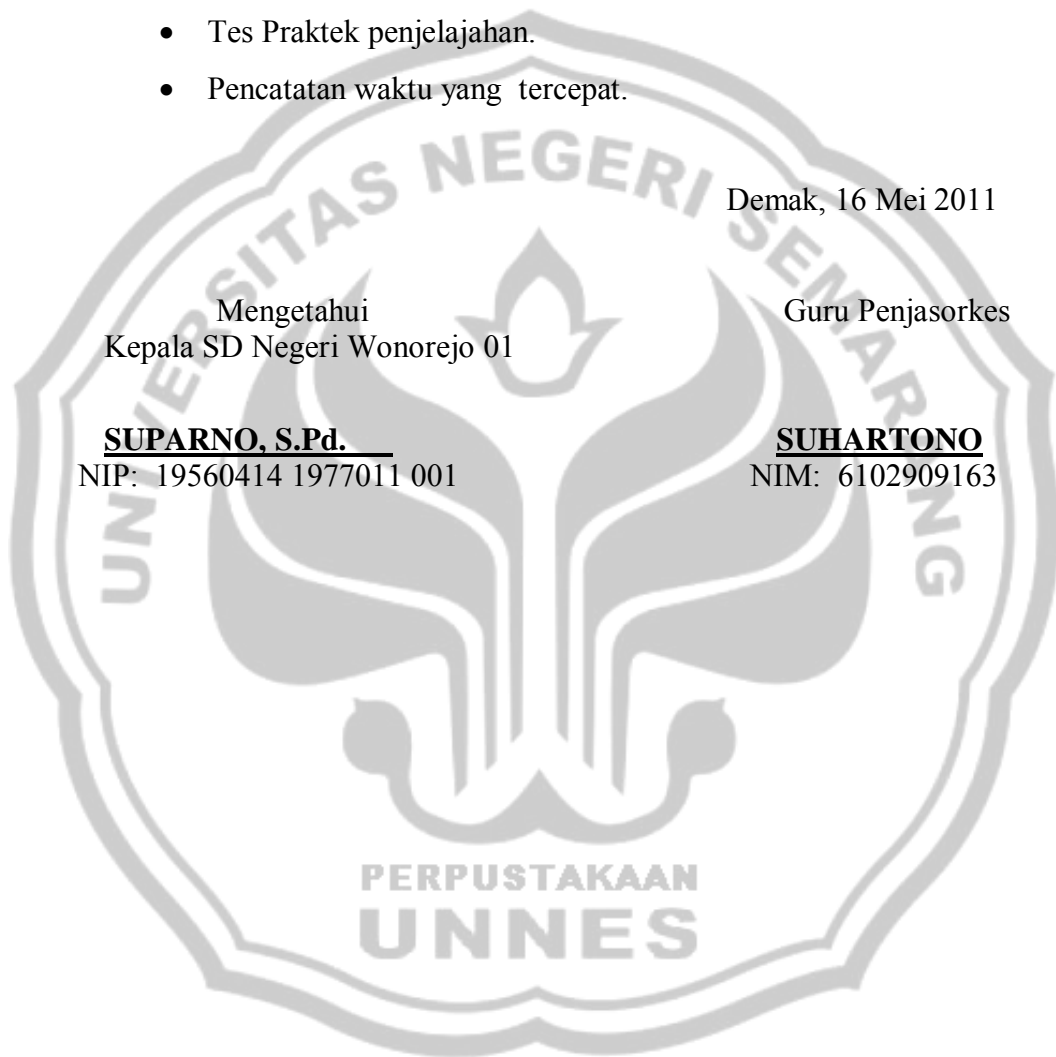 • Tes Praktek penjelajahan.
• Pencatatan waktu yang tercepat.
Demak, 16 Mei 2011
Mengetahui
Kepala SD Negeri Wonorejo 01
Guru Penjasorkes
SUPARNO, S.Pd.
NIP: 19560414 1977011 001
SUHARTONO
NIM: 6102909163
UNIVERSITAS NEGERI SEMARANG
PERPUSTAKAAN
UNNES